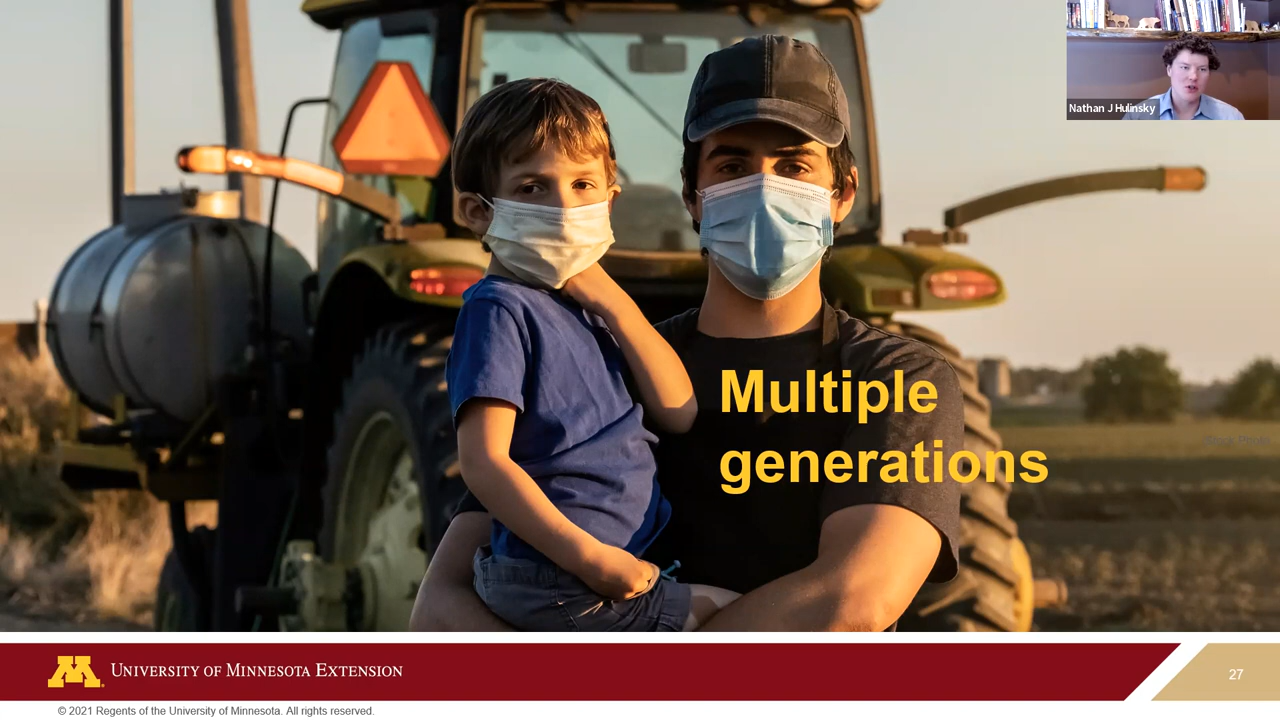 Nathan J Hulinsky
Multiple
generations
UNIVERSITY OF MINNESOTA EXTENSION
27
© 2021 Regents of the University of Minnesota. All rights reserved.